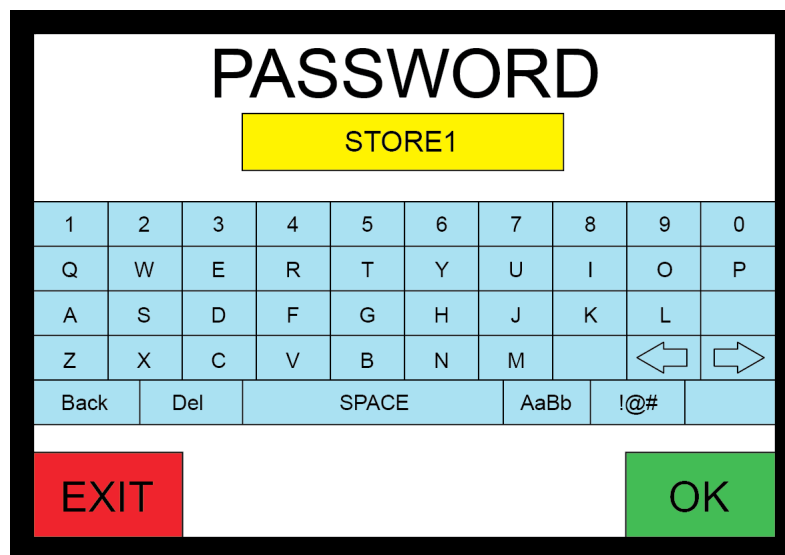 PASSWORD
STORE1
1 2 3 4 5 6 7 8 9 0
Q W E R T Y U I O P
A S D F G H J K L
Z X C V B N M
Back Del SPACE AaBb !@#
EXIT OK